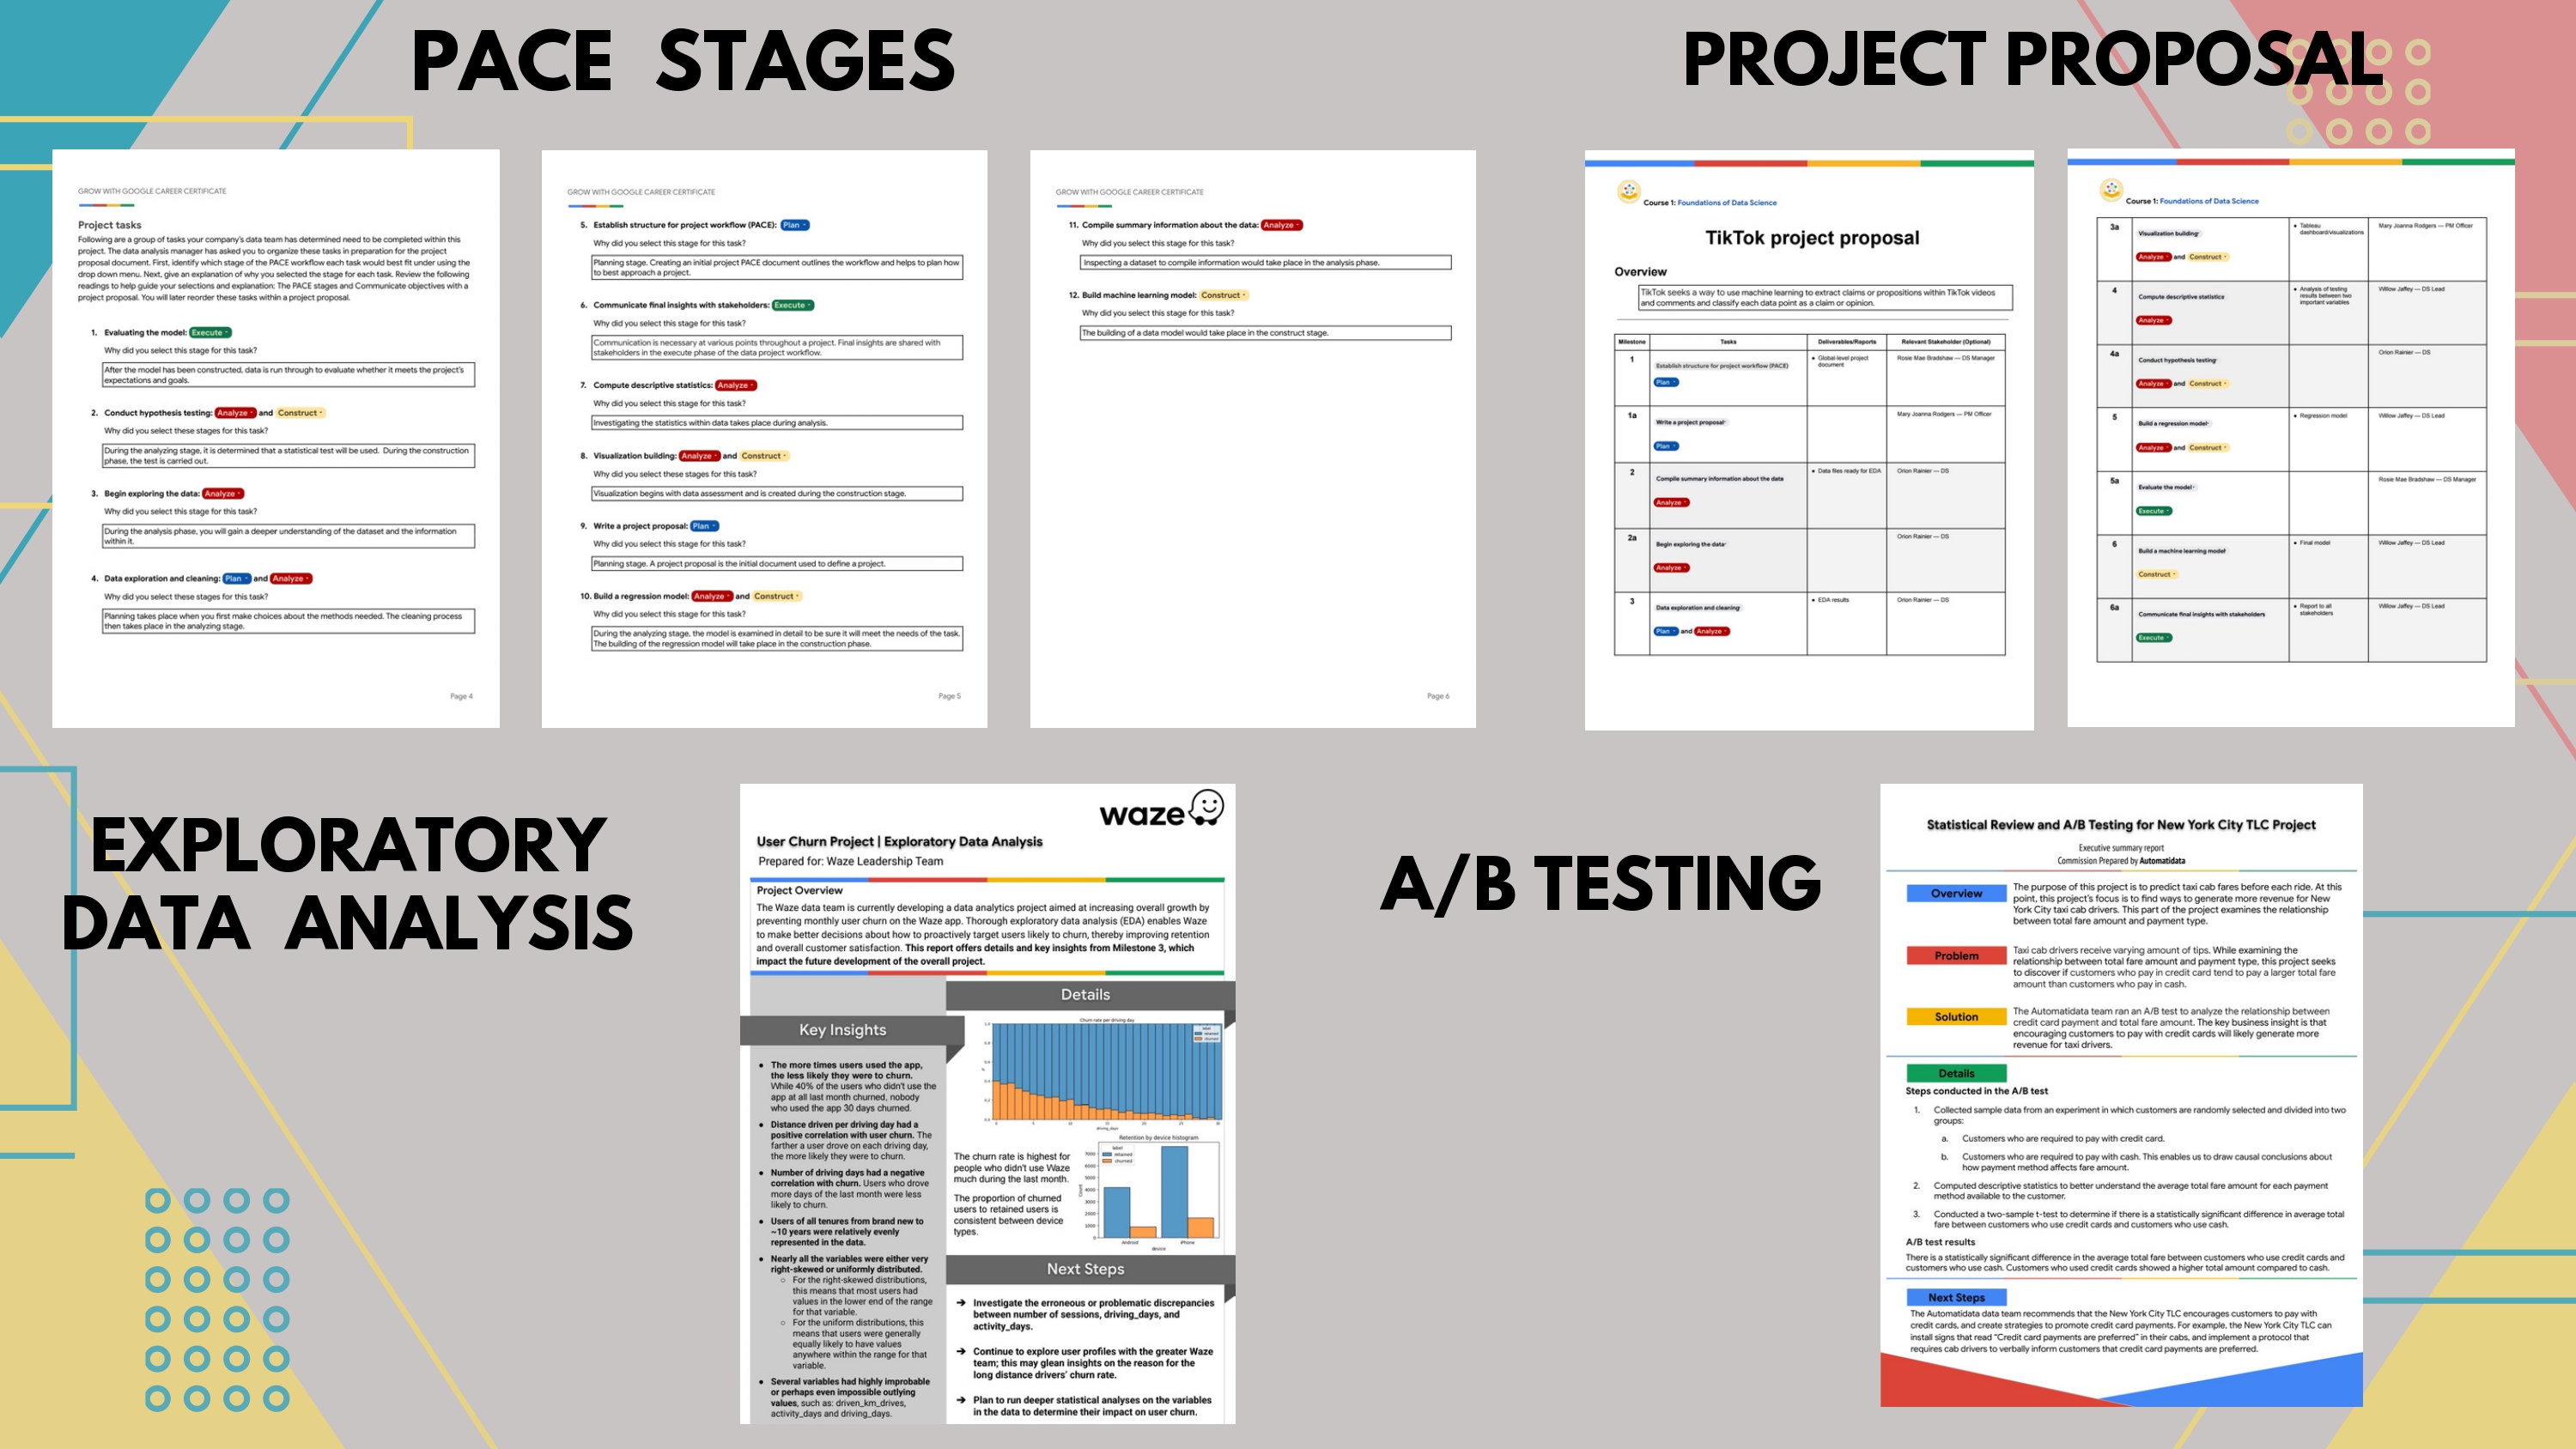 PACE STAGES
GROW WITH GOOGLE CAREER CERTIFICATE
Project tasks
Following are a group of tasks your company's data team has determined need to be completed within this
project. The data analysis manager has asked you to organize these tasks in preparation for the project
proposal document. First, identify which stage of the PACE workflow each task would best fit under using the
drop down menu. Next, give an explanation of why you selected the stage for each task. Review the following
readings to help guide your selections and explanation: The PACE stages and Communicate objectives with a
project proposal. You will later reorder these tasks within a project proposal.
1. Evaluating the model: Execute
Why did you select this stage for this task?
After the model has been constructed, data is run through to evaluate whether it meets the project's
expectations and goals.
2. Conduct hypothesis testing: Analyze and Construct
Why did you select these stages for this task?
During the analyzing stage, it is determined that a statistical test will be used. During the construction
phase, the test is carried out.
3. Begin exploring the data: Analyze
Why did you select this stage for this task?
During the analysis phase, you will gain a deeper understanding of the dataset and the information
within it.
4. Data exploration and cleaning: Plan and Analyze
Why did you select these stages for this task?
Planning takes place when you first make choices about the methods needed. The cleaning process
then takes place in the analyzing stage.
Page 4
GROW WITH GOOGLE CAREER CERTIFICATE
5. Establish structure for project workflow (PACE): Plan
Why did you select this stage for this task?
Planning stage. Creating an initial project PACE document outlines the workflow and helps to plan how
to best approach a project.
6. Communicate final insights with stakeholders: Execute
Why did you select this stage for this task?
Communication is necessary at various points throughout a project. Final insights are shared with
stakeholders in the execute phase of the data project workflow.
7. Compute descriptive statistics: Analyze
Why did you select this stage for this task?
Investigating the statistics within data takes place during analysis.
8. Visualization building: Analyze and Construct
Why did you select these stages for this task?
Visualization begins with data assessment and is created during the construction stage.
9. Write a project proposal: Plan
Why did you select this stage for this task?
Planning stage. A project proposal is the initial document used to define a project.
10. Build a regression model: Analyze and Construct
Why did you select this stage for this task?
During the analyzing stage, the model is examined in detail to be sure it will meet the needs of the task.
The building of the regression model will take place in the construction phase.
Page 5
GROW WITH GOOGLE CAREER CERTIFICATE
11. Compile summary information about the data: Analyze
Why did you select this stage for this task?
Inspecting a dataset to compile information would take place in the analysis phase.
12. Build machine learning model: Construct
Why did you select this stage for this task?
The building of a data model would take place in the construct stage.
Page 6
PROJECT PROPOSAL
Course 1: Foundations of Data Science
TikTok project proposal
Overview
TikTok seeks a way to use machine learning to extract claims or propositions within TikTok videos
and comments and classify each data point as a claim or opinion.
Milestone Tasks Deliverables/Reports Relevant Stakeholder (Optional)
1 Establish structure for project workflow (PACE) Plan • Global-level project document Rosie Mae Bradshaw — DS Manager
1a Write a project proposal Plan Mary Joanna Rodgers — PM Officer
2 Compile summary information about the data Analyze • Data files ready for EDA Orion Rainier — DS
2a Begin exploring the data Analyze Orion Rainier — DS
3 Data exploration and cleaning Plan and Analyze • EDA results Orion Rainier — DS
Course 1: Foundations of Data Science
3a Visualization building Analyze and Construct • Tableau dashboard/visualizations Mary Joanna Rodgers — PM Officer
4 Compute descriptive statistics Analyze • Analysis of testing results between two important variables Willow Jaffey — DS Lead
4a Conduct hypothesis testing Analyze and Construct Orion Rainier — DS
5 Build a regression model Analyze and Construct • Regression model Willow Jaffey — DS Lead
5a Evaluate the model Execute Rosie Mae Bradshaw — DS Manager
6 Build a machine learning model Construct • Final model Willow Jaffey — DS Lead
6a Communicate final insights with stakeholders Execute • Report to all stakeholders Willow Jaffey — DS Lead
EXPLORATORY
DATA ANALYSIS
waze
User Churn Project | Exploratory Data Analysis
Prepared for: Waze Leadership Team
Project Overview
The Waze data team is currently developing a data analytics project aimed at increasing overall growth by
preventing monthly user churn on the Waze app. Thorough exploratory data analysis (EDA) enables Waze
to make better decisions about how to proactively target users likely to churn, thereby improving retention
and overall customer satisfaction. This report offers details and key insights from Milestone 3, which
impact the future development of the overall project.
Key Insights
• The more times users used the app,
the less likely they were to churn.
While 40% of the users who didn't use the
app at all last month churned, nobody
who used the app 30 days churned.
• Distance driven per driving day had a
positive correlation with user churn. The
farther a user drove on each driving day,
the more likely they were to churn.
• Number of driving days had a negative
correlation with churn. Users who drove
more days of the last month were less
likely to churn.
• Users of all tenures from brand new to
~10 years were relatively evenly
represented in the data.
• Nearly all the variables were either very
right-skewed or uniformly distributed.
○ For the right-skewed distributions,
this means that most users had
values in the lower end of the range
for that variable.
○ For the uniform distributions, this
means that users were generally
equally likely to have values
anywhere within the range for that
variable.
• Several variables had highly improbable
or perhaps even impossible outlying
values, such as: driven_km_drives,
activity_days and driving_days.
Details
Churn rate per driving day
label
retained
churned
1.0
0.8
0.6
0.4
0.2
0.0
0 5 10 15 20 25 30
driving_days
The churn rate is highest for
people who didn't use Waze
much during the last month.
The proportion of churned
users to retained users is
consistent between device
types.
Retention by device histogram
label
retained
churned
Count
7000
6000
5000
4000
3000
2000
1000
0
Android iPhone
device
Next Steps
➔ Investigate the erroneous or problematic discrepancies
between number of sessions, driving_days, and
activity_days.
➔ Continue to explore user profiles with the greater Waze
team; this may glean insights on the reason for the
long distance drivers' churn rate.
➔ Plan to run deeper statistical analyses on the variables
in the data to determine their impact on user churn.
A/B TESTING
Statistical Review and A/B Testing for New York City TLC Project
Executive summary report
Commission Prepared by Automatidata
Overview
The purpose of this project is to predict taxi cab fares before each ride. At this
point, this project's focus is to find ways to generate more revenue for New
York City taxi cab drivers. This part of the project examines the relationship
between total fare amount and payment type.
Problem
Taxi cab drivers receive varying amount of tips. While examining the
relationship between total fare amount and payment type, this project seeks
to discover if customers who pay in credit card tend to pay a larger total fare
amount than customers who pay in cash.
Solution
The Automatidata team ran an A/B test to analyze the relationship between
credit card payment and total fare amount. The key business insight is that
encouraging customers to pay with credit cards will likely generate more
revenue for taxi drivers.
Details
Steps conducted in the A/B test
1. Collected sample data from an experiment in which customers are randomly selected and divided into two
groups:
a. Customers who are required to pay with credit card.
b. Customers who are required to pay with cash. This enables us to draw causal conclusions about
how payment method affects fare amount.
2. Computed descriptive statistics to better understand the average total fare amount for each payment
method available to the customer.
3. Conducted a two-sample t-test to determine if there is a statistically significant difference in average total
fare between customers who use credit cards and customers who use cash.
A/B test results
There is a statistically significant difference in the average total fare between customers who use credit cards and
customers who use cash. Customers who used credit cards showed a higher total amount compared to cash.
Next Steps
The Automatidata data team recommends that the New York City TLC encourages customers to pay with
credit cards, and create strategies to promote credit card payments. For example, the New York City TLC can
install signs that read "Credit card payments are preferred" in their cabs, and implement a protocol that
requires cab drivers to verbally inform customers that credit card payments are preferred.